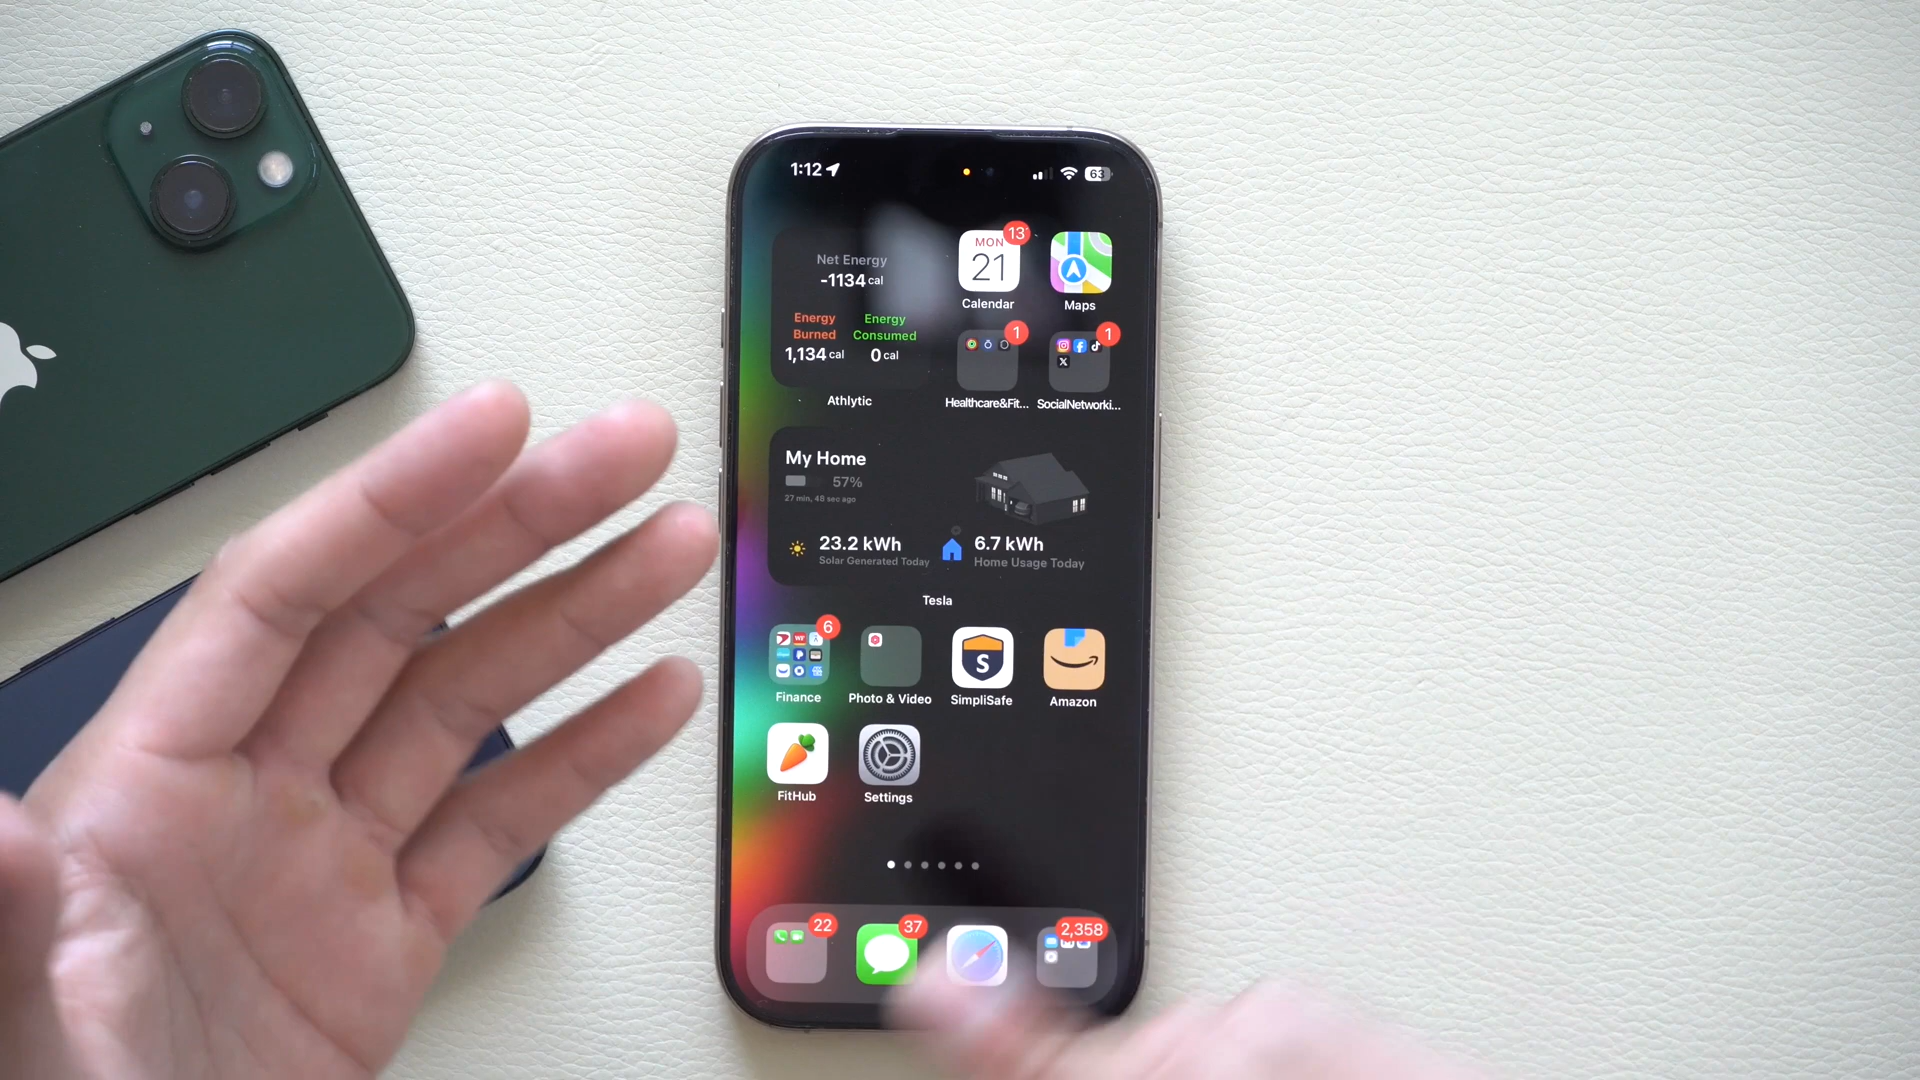 1:12
63
Net Energy
-1134 cal
Energy Burned
1,134 cal
Energy Consumed
0 cal
Athlytic
MON
21
13
Calendar
Maps
1
Healthcare&Fit...
1
SocialNetworki...
My Home
57%
27 min, 46 sec ago
23.2 kWh
Solar Generated Today
6.7 kWh
Home Usage Today
Tesla
6
Finance
Photo & Video
S
SimpliSafe
Amazon
FitHub
Settings
22
37
2,358